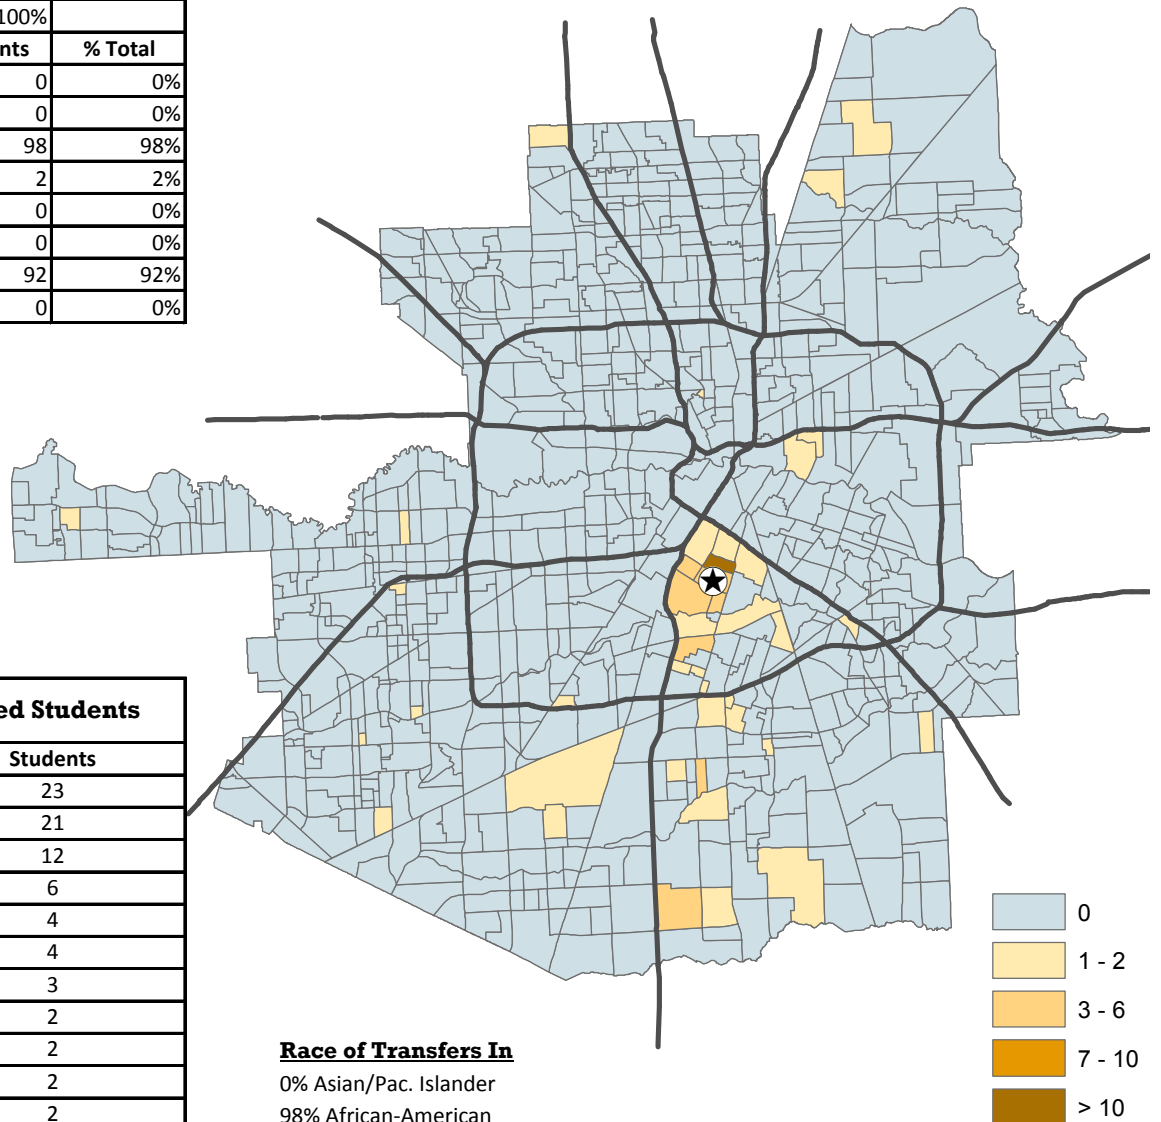 100%
nts % Total
0 0%
0 0%
98 98%
2 2%
0 0%
0 0%
92 92%
0 0%
ed Students
Students
23
21
12
6
4
4
3
2
2
2
2
0
1 - 2
3 - 6
7 - 10
> 10
Race of Transfers In
0% Asian/Pac. Islander
98% African-American